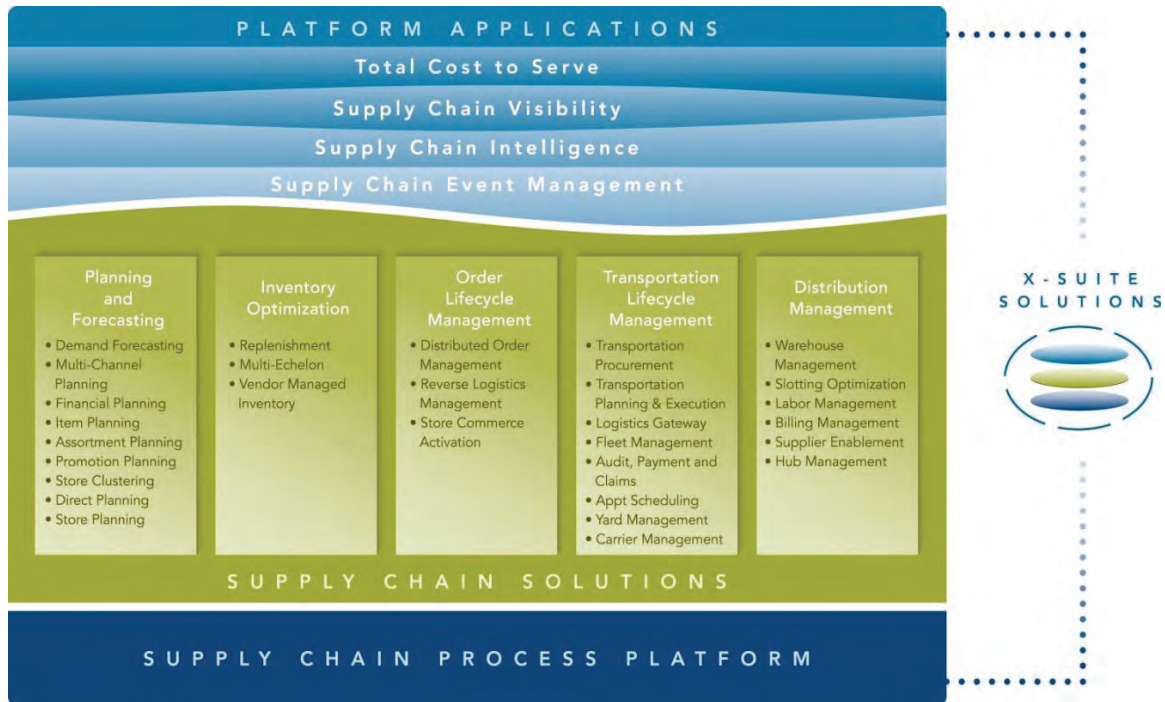 PLATFORM APPLICATIONS
Total Cost to Serve
Supply Chain Visibility
Supply Chain Intelligence
Supply Chain Event Management
Planning
and
Forecasting
• Demand Forecasting
• Multi-Channel
Planning
• Financial Planning
• Item Planning
• Assortment Planning
• Promotion Planning
• Store Clustering
• Direct Planning
• Store Planning
Inventory
Optimization
• Replenishment
• Multi-Echelon
• Vendor Managed
Inventory
Order
Lifecycle
Management
• Distributed Order
Management
• Reverse Logistics
Management
• Store Commerce
Activation
Transportation
Lifecycle
Management
• Transportation
Procurement
• Transportation
Planning & Execution
• Logistics Gateway
• Fleet Management
• Audit, Payment and
Claims
• Appt Scheduling
• Yard Management
• Carrier Management
Distribution
Management
• Warehouse
Management
• Slotting Optimization
• Labor Management
• Billing Management
• Supplier Enablement
• Hub Management
SUPPLY CHAIN SOLUTIONS
SUPPLY CHAIN PROCESS PLATFORM
X-SUITE
SOLUTIONS